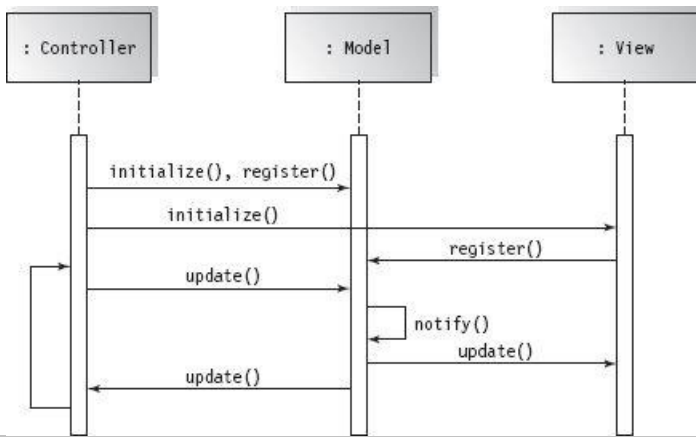 : Controller
: Model
: View
initialize(), register()
initialize()
register()
update()
notify()
update()
update()